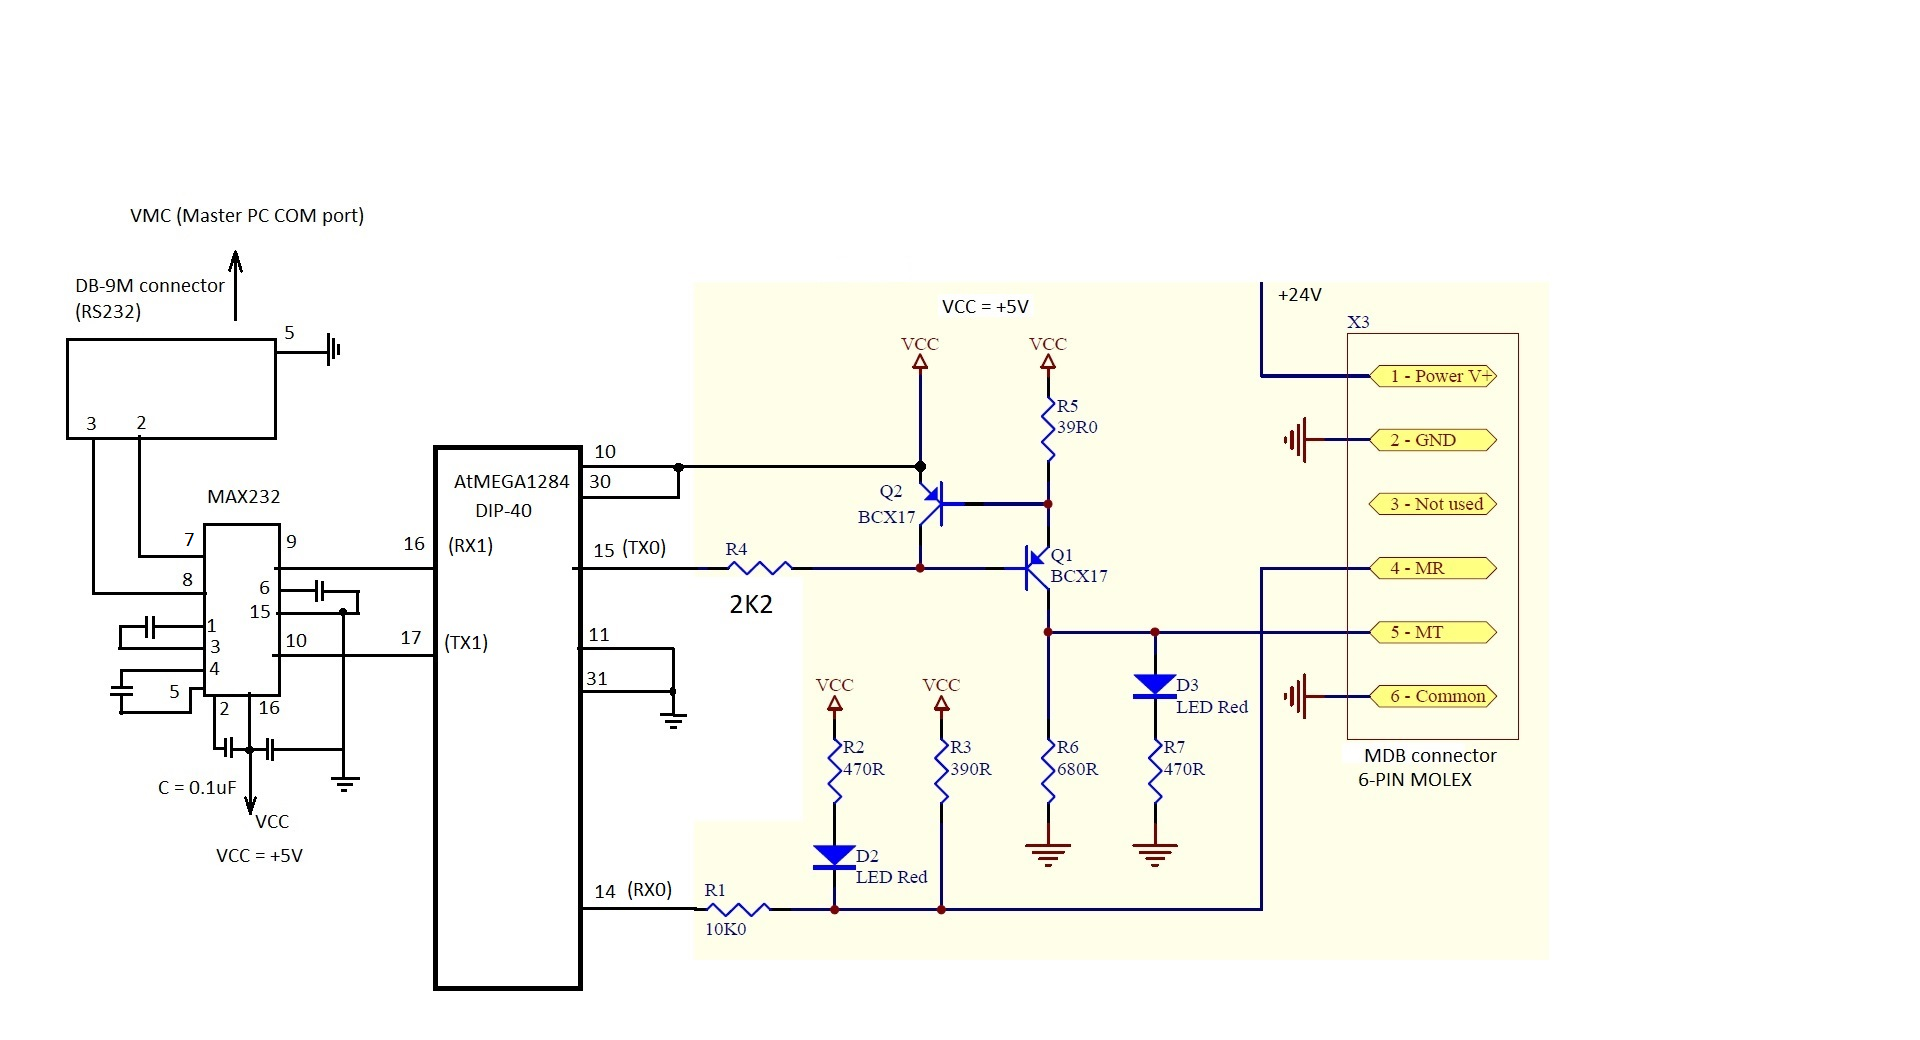 VMC (Master PC COM port)
DB-9M connector
(RS232)
5
3
2
MAX232
7
8
9
6
15
10
1
3
4
5
2
16
C = 0.1uF
VCC
VCC = +5V
AtMEGA1284
DIP-40
16
(RX1)
17
(TX1)
10
30
15 (TX0)
11
31
14 (RX0)
VCC = +5V
VCC
VCC
R5
39R0
Q2
BCX17
Q1
BCX17
R4
2K2
VCC
VCC
R2
470R
R3
390R
R6
680R
R7
470R
D3
LED Red
D2
LED Red
R1
10K0
+24V
X3
1 - Power V+
2 - GND
3 - Not used
4 - MR
5 - MT
6 - Common
MDB connector
6-PIN MOLEX